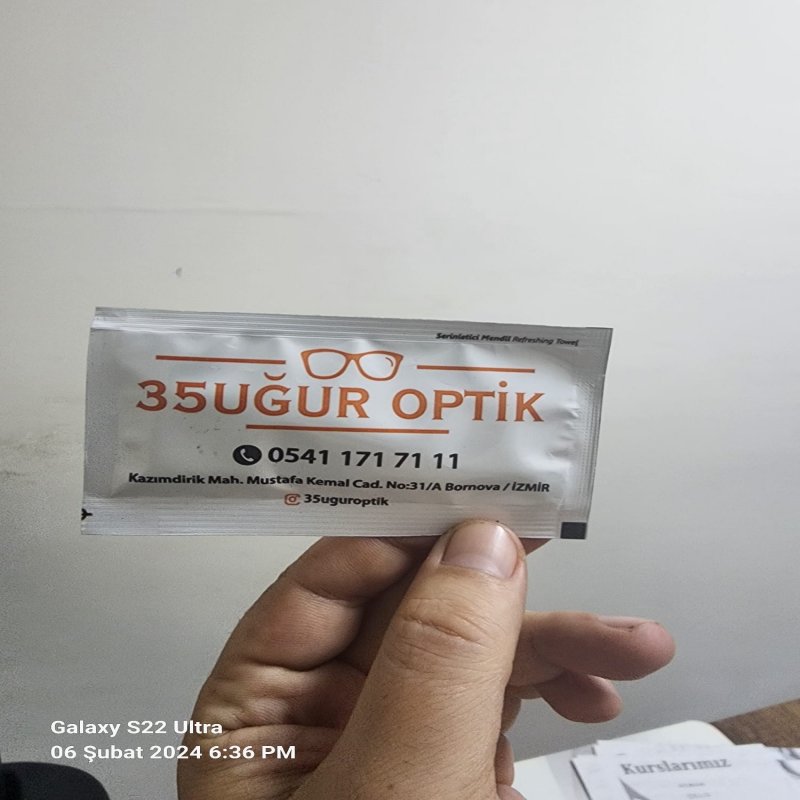 Serinletici Mendil Refreshing Towel
35UĞUR OPTİK
0541 171 71 11
Kazımdirik Mah. Mustafa Kemal Cad. No:31/A Bornova / İZMİR
35uguroptik
Kurslarımız
Galaxy S22 Ultra
06 Şubat 2024 6:36 PM